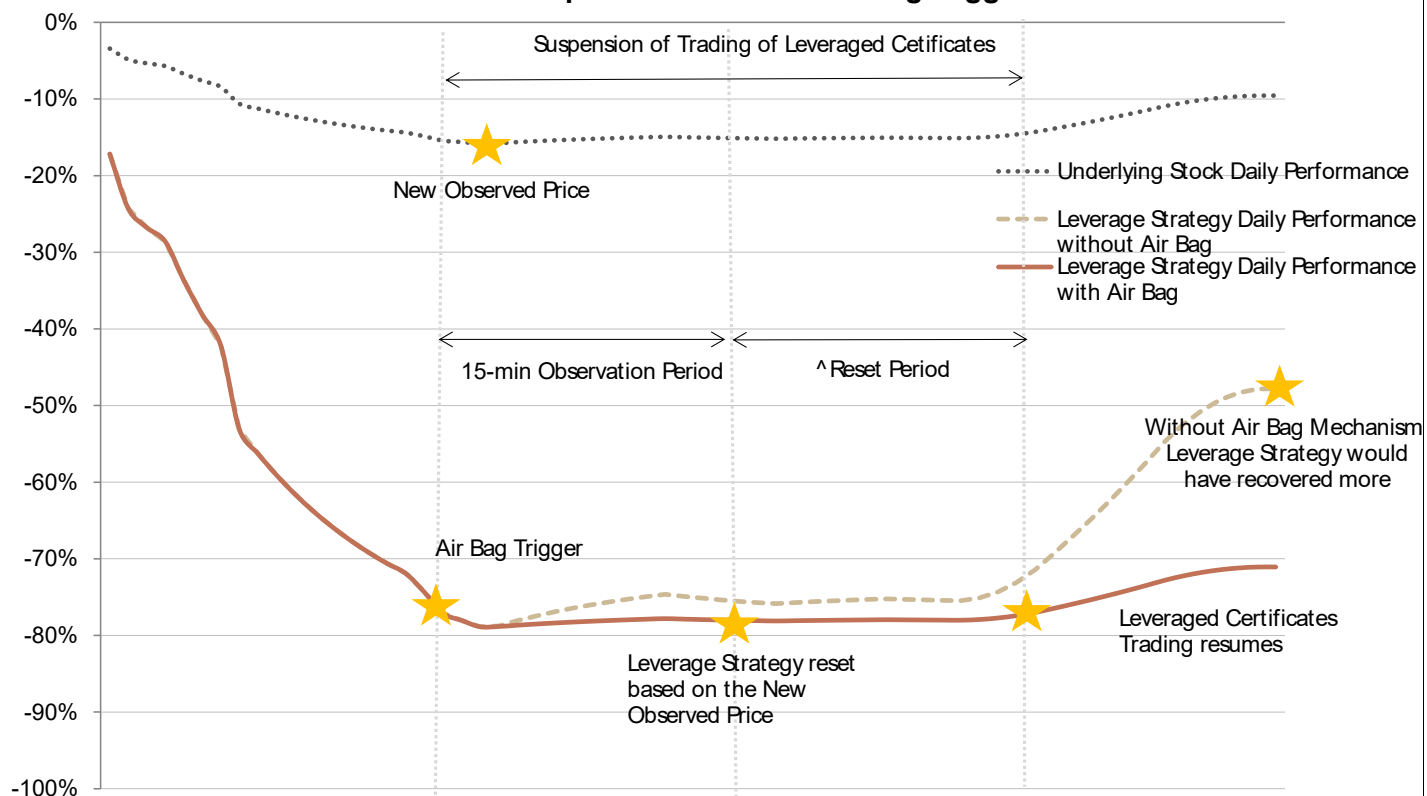 0%
Suspension of Trading of Leveraged Cetificates
-10%
New Observed Price
-20%
Underlying Stock Daily Performance
Leverage Strategy Daily Performance
without Air Bag
Leverage Strategy Daily Performance
with Air Bag
-30%
-40%
15-min Observation Period
^Reset Period
-50%
Without Air Bag Mechanism
Leverage Strategy would
have recovered more
-60%
-70%
Air Bag Trigger
-80%
Leveraged Certificates
Trading resumes
Leverage Strategy reset
based on the New
Observed Price
-90%
-100%